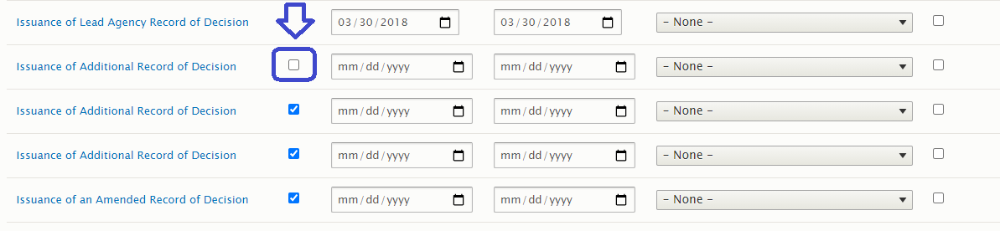 Issuance of Lead Agency Record of Decision 03/30/2018 03/30/2018 - None -
Issuance of Additional Record of Decision mm/dd/yyyy mm/dd/yyyy - None -
Issuance of Additional Record of Decision mm/dd/yyyy mm/dd/yyyy - None -
Issuance of Additional Record of Decision mm/dd/yyyy mm/dd/yyyy - None -
Issuance of an Amended Record of Decision mm/dd/yyyy mm/dd/yyyy - None -